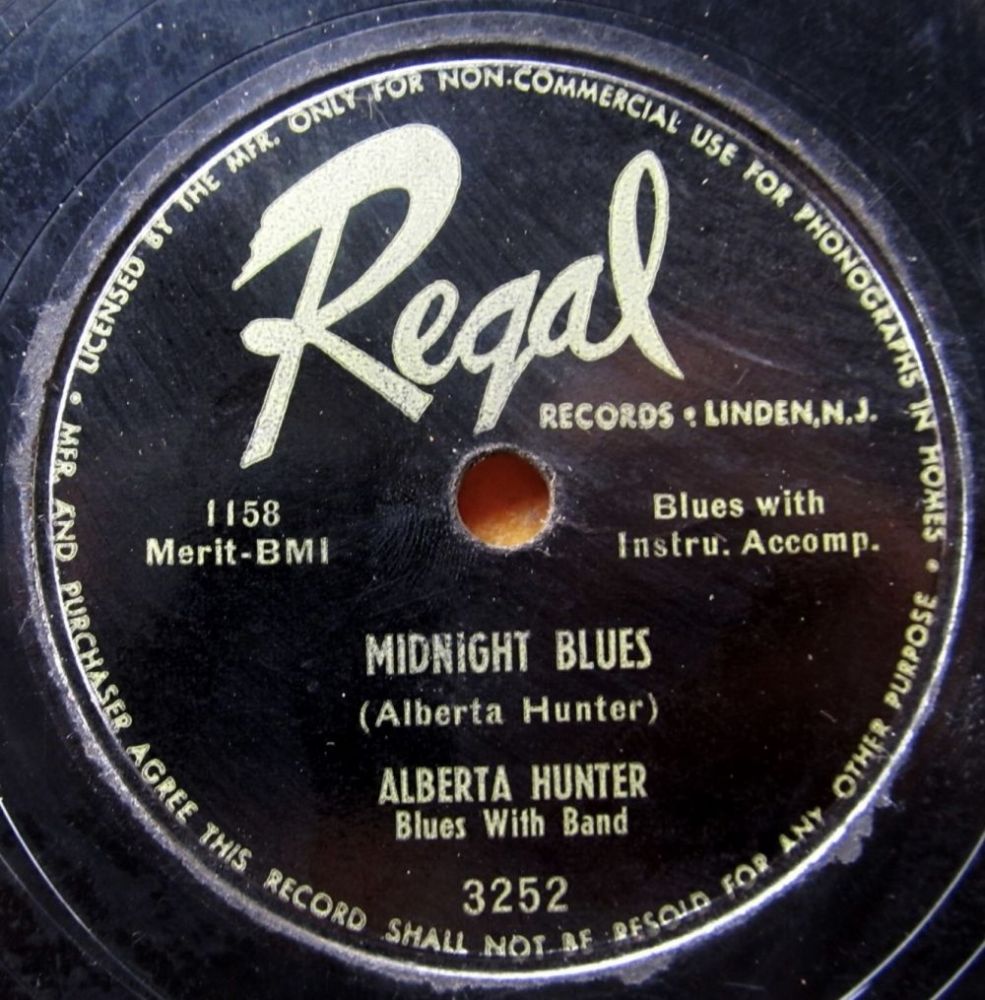 • LICENSED BY THE MFR. ONLY FOR NON-COMMERCIAL USE FOR PHONOGRAPHS IN HOMES •
MFR. AND PURCHASER AGREE THIS RECORD SHALL NOT BE RESOLD FOR ANY OTHER PURPOSE
Regal
RECORDS • LINDEN, N.J.
1158
Merit-BMI
Blues with
Instru. Accomp.
MIDNIGHT BLUES
(Alberta Hunter)
ALBERTA HUNTER
Blues With Band
3252